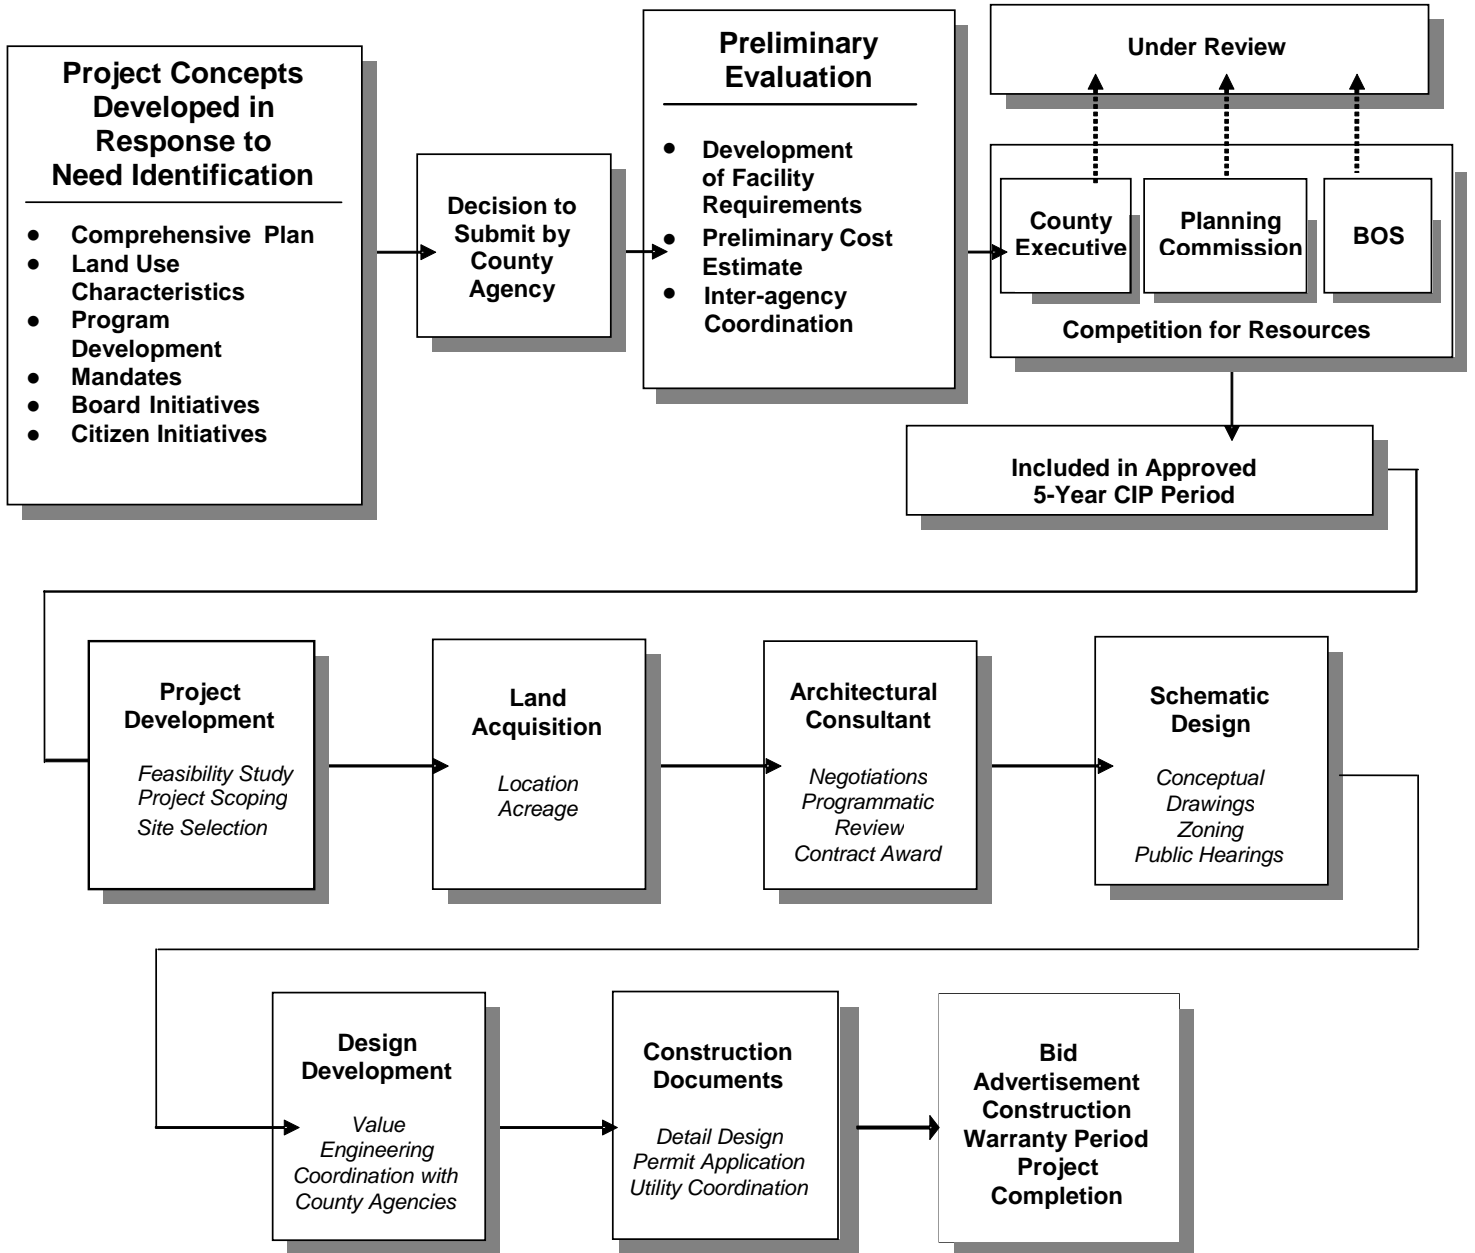 Project Concepts
Developed in
Response to
Need Identification
● Comprehensive Plan
● Land Use
Characteristics
● Program
Development
● Mandates
● Board Initiatives
● Citizen Initiatives
Decision to
Submit by
County
Agency
Preliminary
Evaluation
● Development
of Facility
Requirements
● Preliminary Cost
Estimate
● Inter-agency
Coordination
Under Review
County
Executive
Planning
Commission
BOS
Competition for Resources
Included in Approved
5-Year CIP Period
Project
Development
Feasibility Study
Project Scoping
Site Selection
Land
Acquisition
Location
Acreage
Architectural
Consultant
Negotiations
Programmatic
Review
Contract Award
Schematic
Design
Conceptual
Drawings
Zoning
Public Hearings
Design
Development
Value
Engineering
Coordination with
County Agencies
Construction
Documents
Detail Design
Permit Application
Utility Coordination
Bid
Advertisement
Construction
Warranty Period
Project
Completion